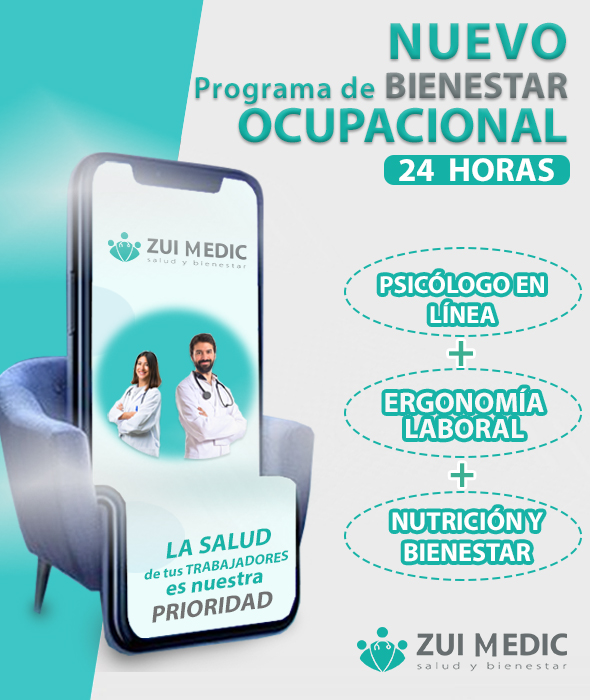 NUEVO
Programa de BIENESTAR
OCUPACIONAL
24 HORAS
ZUI MEDIC
salud y bienestar
PSICÓLOGO EN
LÍNEA
+
ERGONOMÍA
LABORAL
+
NUTRICIÓN Y
BIENESTAR
LA SALUD
de tus TRABAJADORES
es nuestra
PRIORIDAD
ZUI MEDIC
salud y bienestar